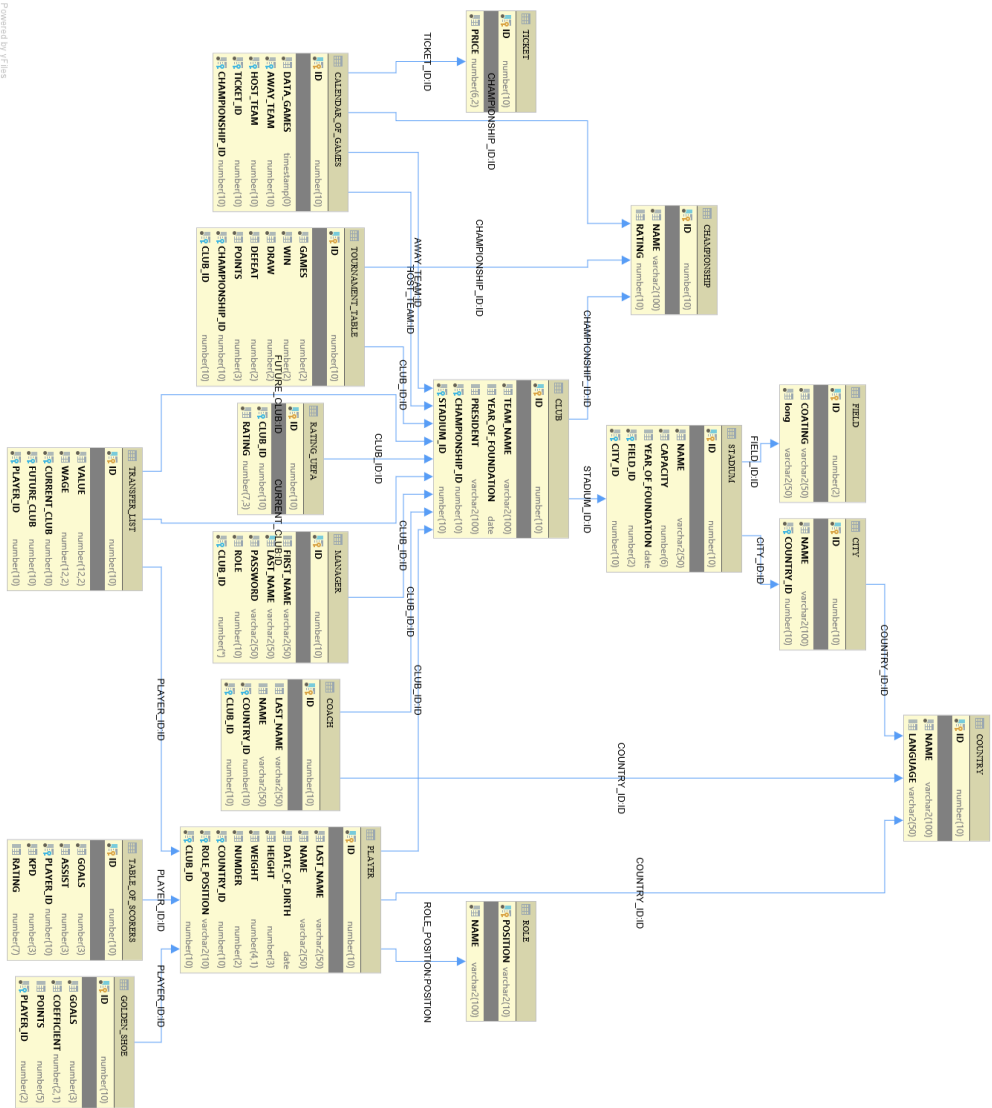 TICKET
ID number(10)
PRICE number(6,2)
CALENDAR_OF_GAMES
ID number(10)
DATA_GAMES timestamp(0)
AWAY_TEAM number(10)
HOST_TEAM number(10)
TICKET_ID number(10)
CHAMPIONSHIP_ID number(10)
TICKET_ID:ID
CHAMPIONSHIP_ID:ID
CHAMPIONSHIP
ID number(10)
NAME varchar2(100)
RATING number(10)
TOURNAMENT_TABLE
ID number(10)
GAMES number(2)
WIN number(2)
DRAW number(2)
DEFEAT number(2)
POINTS number(3)
CHAMPIONSHIP_ID number(10)
CLUB_ID number(10)
AWAY_TEAM:ID
HOST_TEAM:ID
CHAMPIONSHIP_ID:ID
CHAMPIONSHIP_ID:ID
CLUB_ID:ID
FUTURE_CLUB:ID
CLUB
ID number(10)
TEAM_NAME varchar2(100)
YEAR_OF_FOUNDATION date
PRESIDENT varchar2(100)
CHAMPIONSHIP_ID number(10)
STADIUM_ID number(10)
FIELD
ID number(2)
COATING varchar2(50)
long varchar2(50)
STADIUM
ID number(10)
NAME varchar2(50)
CAPACITY number(6)
YEAR_OF_FOUNDATION date
FIELD_ID number(2)
CITY_ID number(10)
FIELD_ID:ID
STADIUM_ID:ID
CITY_ID:ID
CITY
ID number(10)
NAME varchar2(100)
COUNTRY_ID number(10)
RATING_UEFA
ID number(10)
CLUB_ID number(10)
RATING number(7,3)
CLUB_ID:ID
CURRENT_CLUB:ID
TRANSFER_LIST
ID number(10)
VALUE number(12,2)
WAGE number(12,2)
CURRENT_CLUB number(10)
FUTURE_CLUB number(10)
PLAYER_ID number(10)
MANAGER
ID number(10)
FIRST_NAME varchar2(50)
LAST_NAME varchar2(50)
PASSWORD varchar2(50)
ROLE number(10)
CLUB_ID number(*)
CLUB_ID:ID
CLUB_ID:ID
CLUB_ID:ID
COUNTRY_ID:ID
COACH
ID number(10)
LAST_NAME varchar2(50)
NAME varchar2(50)
COUNTRY_ID number(10)
CLUB_ID number(10)
COUNTRY
ID number(10)
NAME varchar2(100)
LANGUAGE varchar2(50)
PLAYER_ID:ID
COUNTRY_ID:ID
COUNTRY_ID:ID
PLAYER
ID number(10)
LAST_NAME varchar2(50)
NAME varchar2(50)
DATE_OF_DIRTH date
HEIGHT number(3)
WEIGHT number(4,1)
NUMDER number(2)
COUNTRY_ID number(10)
ROLE_POSITION varchar2(10)
CLUB_ID number(10)
TABLE_OF_SCORERS
ID number(10)
GOALS number(3)
ASSIST number(3)
PLAYER_ID number(10)
KPD number(3)
RATING number(7)
PLAYER_ID:ID
ROLE
POSITION varchar2(10)
NAME varchar2(100)
ROLE_POSITION:POSITION
PLAYER_ID:ID
GOLDEN_SHOE
ID number(10)
GOALS number(3)
COEFFICIENT number(2,1)
POINTS number(5)
PLAYER_ID number(2)
Powered by yFiles